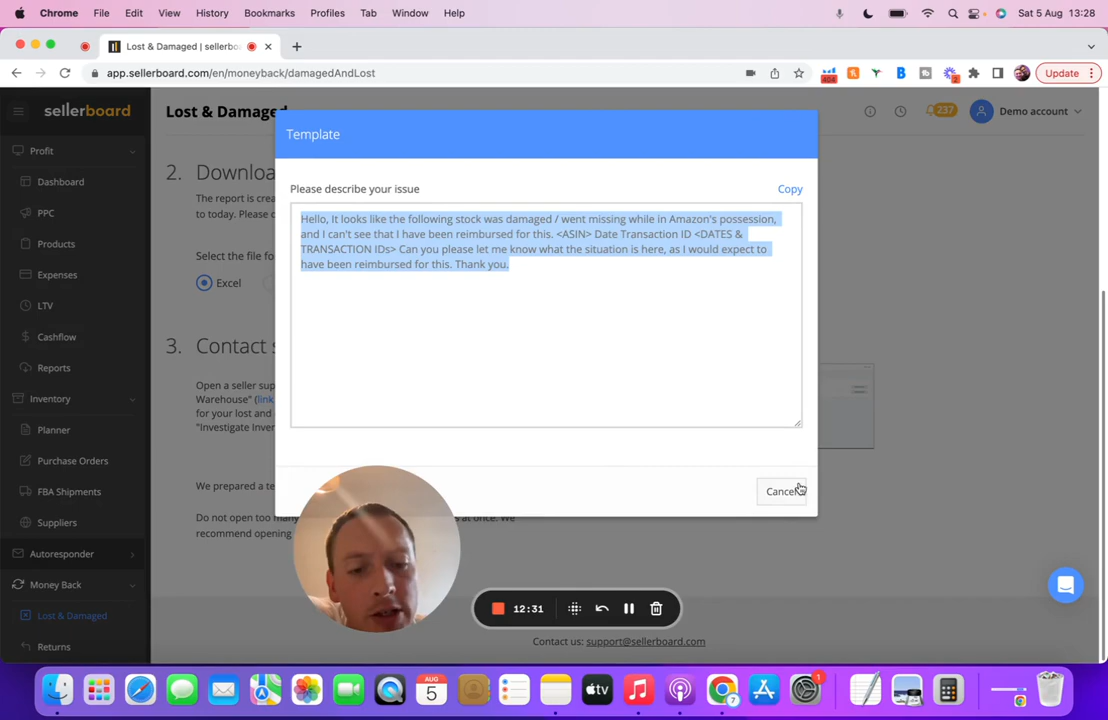 Chrome File Edit View History Bookmarks Profiles Tab Window Help
Sat 5 Aug 13:28
Lost & Damaged | sellerbo
app.sellerboard.com/en/moneyback/damagedAndLost
404
2
Update
sellerboard
Lost & Damaged
237
Demo account
Profit
Dashboard
PPC
Products
Expenses
LTV
Cashflow
Reports
Inventory
Planner
Purchase Orders
FBA Shipments
Suppliers
Autoresponder
Money Back
Lost & Damaged
Returns
2. Downloa
The report is crea
to today. Please
Select the file fo
Excel
3. Contact s
Open a seller sup
Warehouse" (link
for your lost and
"Investigate Inver
We prepared a te
Do not open too many
s at once. We
recommend opening
Template
Please describe your issue
Copy
Hello, It looks like the following stock was damaged / went missing while in Amazon's possession,
and I can't see that I have been reimbursed for this. <ASIN> Date Transaction ID <DATES &
TRANSACTION IDs> Can you please let me know what the situation is here, as I would expect to
have been reimbursed for this. Thank you.
Cancel
12:31
Contact us: support@sellerboard.com
AUG
5
tv
7
1